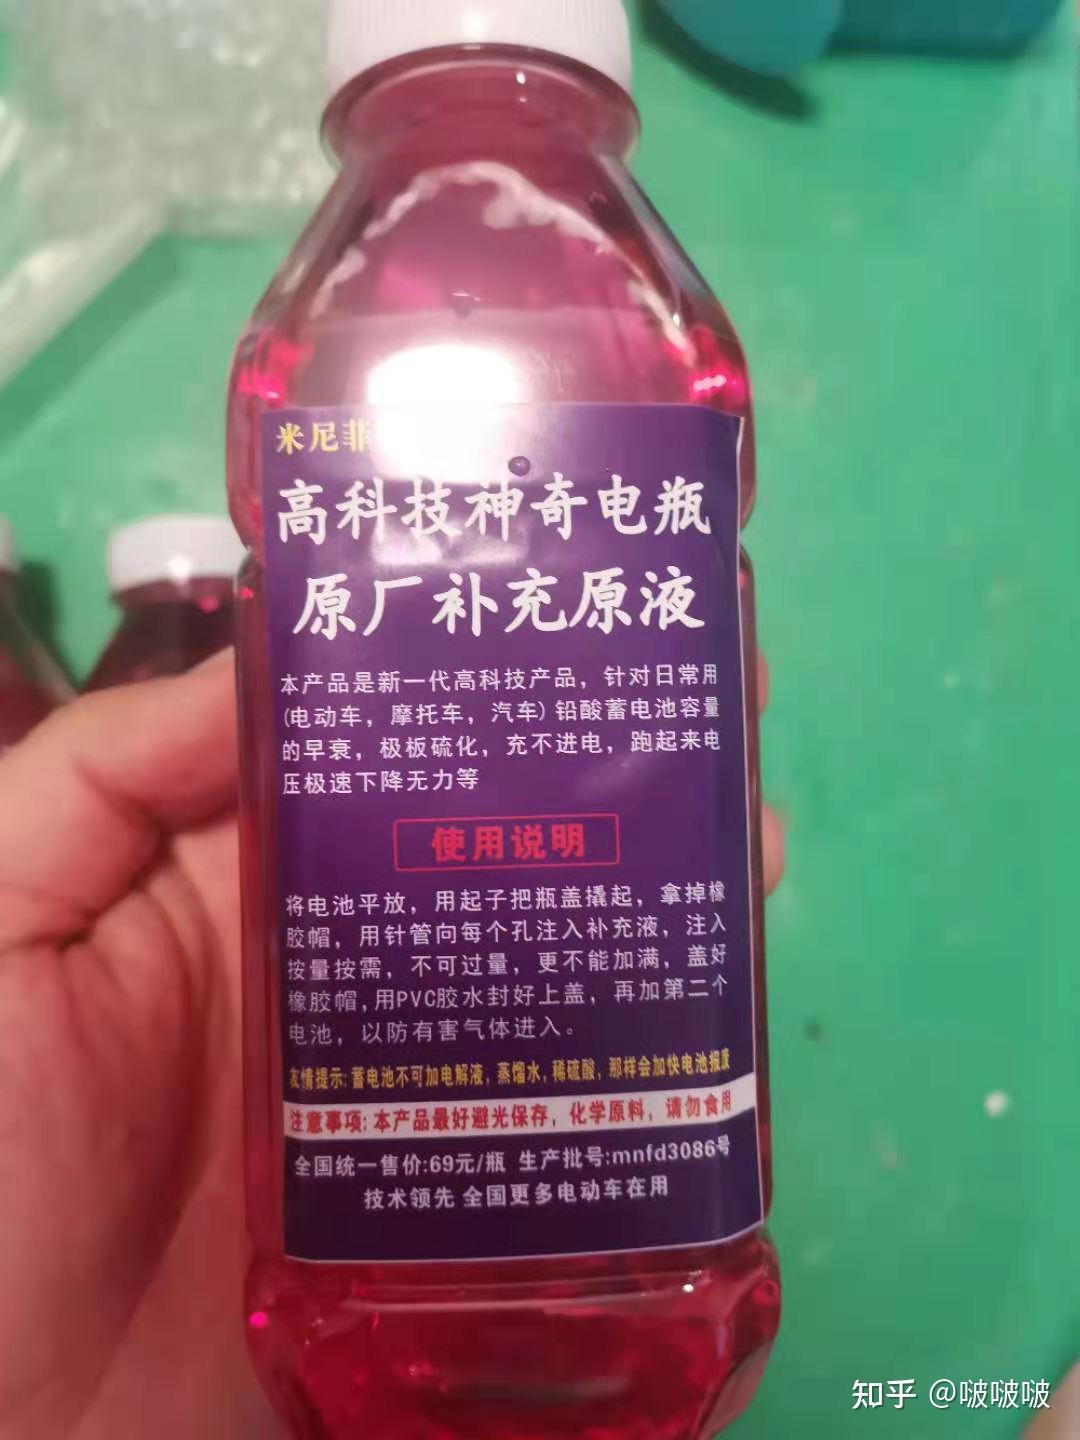 米尼菲
高科技神奇电瓶
原厂补充原液
本产品是新一代高科技产品，针对日常用
(电动车，摩托车，汽车) 铅酸蓄电池容量
的早衰，极板硫化，充不进电，跑起来电
压极速下降无力等
使用说明
将电池平放，用起子把瓶盖撬起，拿掉橡
胶帽，用针管向每个孔注入补充液，注入
按量按需，不可过量，更不能加满，盖好
橡胶帽,用PVC胶水封好上盖，再加第二个
电池，以防有害气体进入。
友情提示:蓄电池不可加电解液,蒸馏水,稀硫酸，那样会加快电池报废
注意事项:本产品最好避光保存，化学原料，请勿食用
全国统一售价:69元/瓶 生产批号:mnfd3086号
技术领先 全国更多电动车在用
知乎 @啵啵啵